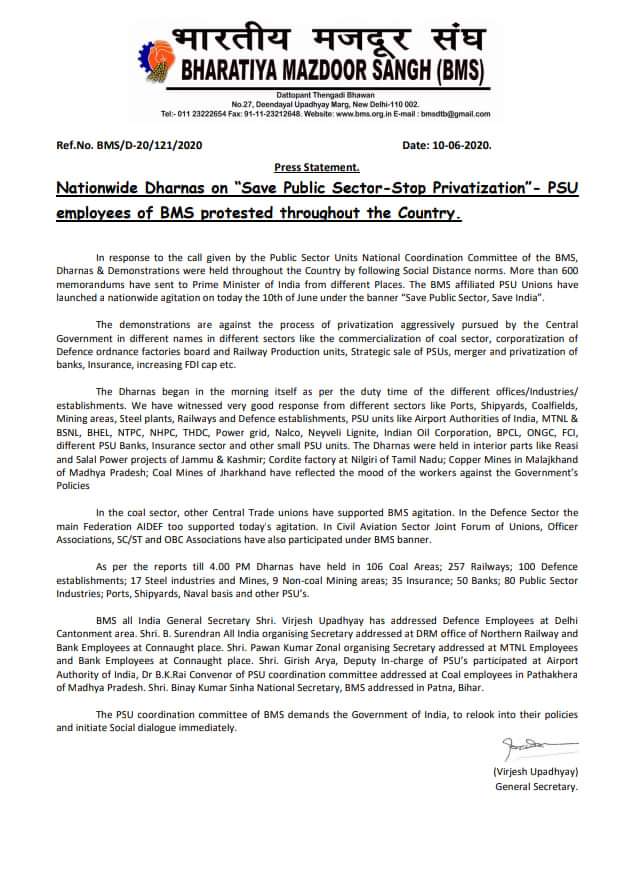 भारतीय मजदूर संघ
BHARATIYA MAZDOOR SANGH (BMS)
Dattopant Thengadi Bhawan
No.27, Deendayal Upadhyay Marg, New Delhi-110 002.
Tel:- 011 23222654 Fax: 91-11-23212648. Website: www.bms.org.in E-mail : bmsdtb@gmail.com
Ref.No. BMS/D-20/121/2020 Date: 10-06-2020.
Press Statement.
Nationwide Dharnas on “Save Public Sector-Stop Privatization”- PSU
employees of BMS protested throughout the Country.
In response to the call given by the Public Sector Units National Coordination Committee of the BMS,
Dharnas & Demonstrations were held throughout the Country by following Social Distance norms. More than 600
memorandums have sent to Prime Minister of India from different Places. The BMS affiliated PSU Unions have
launched a nationwide agitation on today the 10th of June under the banner “Save Public Sector, Save India”.
The demonstrations are against the process of privatization aggressively pursued by the Central
Government in different names in different sectors like the commercialization of coal sector, corporatization of
Defence ordnance factories board and Railway Production units, Strategic sale of PSUs, merger and privatization of
banks, Insurance, increasing FDI cap etc.
The Dharnas began in the morning itself as per the duty time of the different offices/Industries/
establishments. We have witnessed very good response from different sectors like Ports, Shipyards, Coalfields,
Mining areas, Steel plants, Railways and Defence establishments, PSU units like Airport Authorities of India, MTNL &
BSNL, BHEL, NTPC, NHPC, THDC, Power grid, Nalco, Neyveli Lignite, Indian Oil Corporation, BPCL, ONGC, FCI,
different PSU Banks, Insurance sector and other small PSU units. The Dharnas were held in interior parts like Reasi
and Salal Power projects of Jammu & Kashmir; Cordite factory at Nilgiri of Tamil Nadu; Copper Mines in Malajkhand
of Madhya Pradesh; Coal Mines of Jharkhand have reflected the mood of the workers against the Government’s
Policies
In the coal sector, other Central Trade unions have supported BMS agitation. In the Defence Sector the
main Federation AIDEF too supported today’s agitation. In Civil Aviation Sector Joint Forum of Unions, Officer
Associations, SC/ST and OBC Associations have also participated under BMS banner.
As per the reports till 4.00 PM Dharnas have held in 106 Coal Areas; 257 Railways; 100 Defence
establishments; 17 Steel industries and Mines, 9 Non-coal Mining areas; 35 Insurance; 50 Banks; 80 Public Sector
Industries; Ports, Shipyards, Naval basis and other PSU’s.
BMS all India General Secretary Shri. Virjesh Upadhyay has addressed Defence Employees at Delhi
Cantonment area. Shri. B. Surendran All India organising Secretary addressed at DRM office of Northern Railway and
Bank Employees at Connaught place. Shri. Pawan Kumar Zonal organising Secretary addressed at MTNL Employees
and Bank Employees at Connaught place. Shri. Girish Arya, Deputy In-charge of PSU’s participated at Airport
Authority of India, Dr B.K.Rai Convenor of PSU coordination committee addressed at Coal employees in Pathakhera
of Madhya Pradesh. Shri. Binay Kumar Sinha National Secretary, BMS addressed in Patna, Bihar.
The PSU coordination committee of BMS demands the Government of India, to relook into their policies
and initiate Social dialogue immediately.
(Virjesh Upadhyay)
General Secretary.